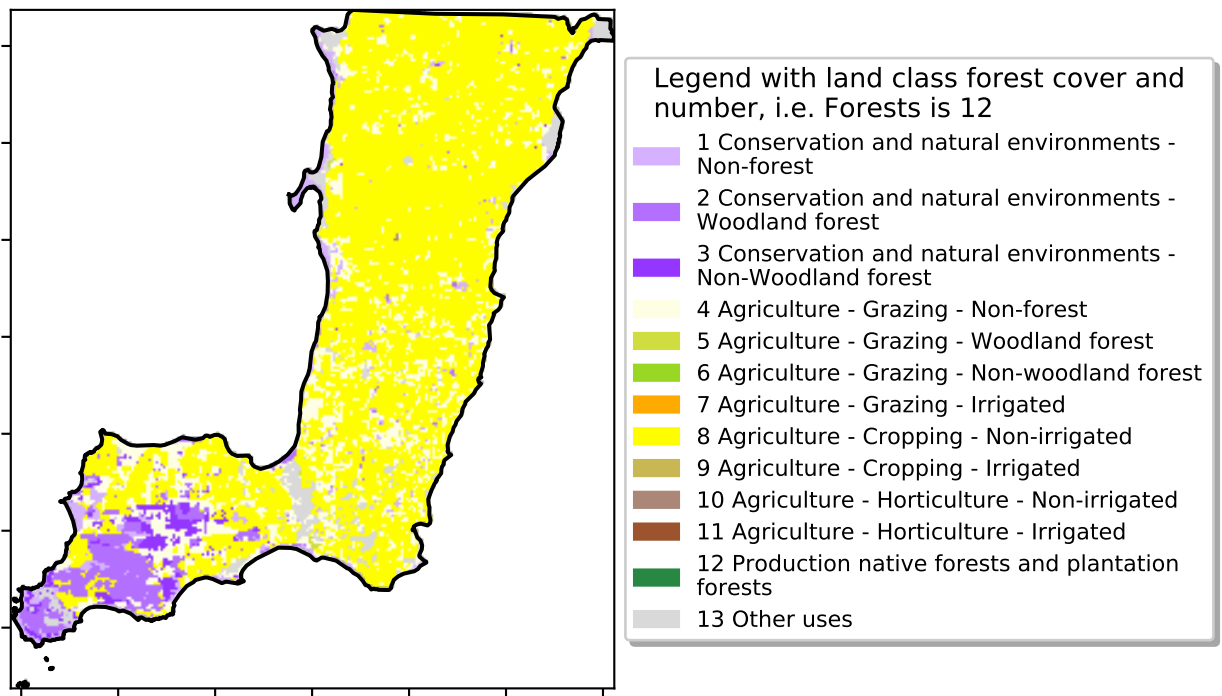 Legend with land class forest cover and
number, i.e. Forests is 12
1 Conservation and natural environments -
Non-forest
2 Conservation and natural environments -
Woodland forest
3 Conservation and natural environments -
Non-Woodland forest
4 Agriculture - Grazing - Non-forest
5 Agriculture - Grazing - Woodland forest
6 Agriculture - Grazing - Non-woodland forest
7 Agriculture - Grazing - Irrigated
8 Agriculture - Cropping - Non-irrigated
9 Agriculture - Cropping - Irrigated
10 Agriculture - Horticulture - Non-irrigated
11 Agriculture - Horticulture - Irrigated
12 Production native forests and plantation
forests
13 Other uses